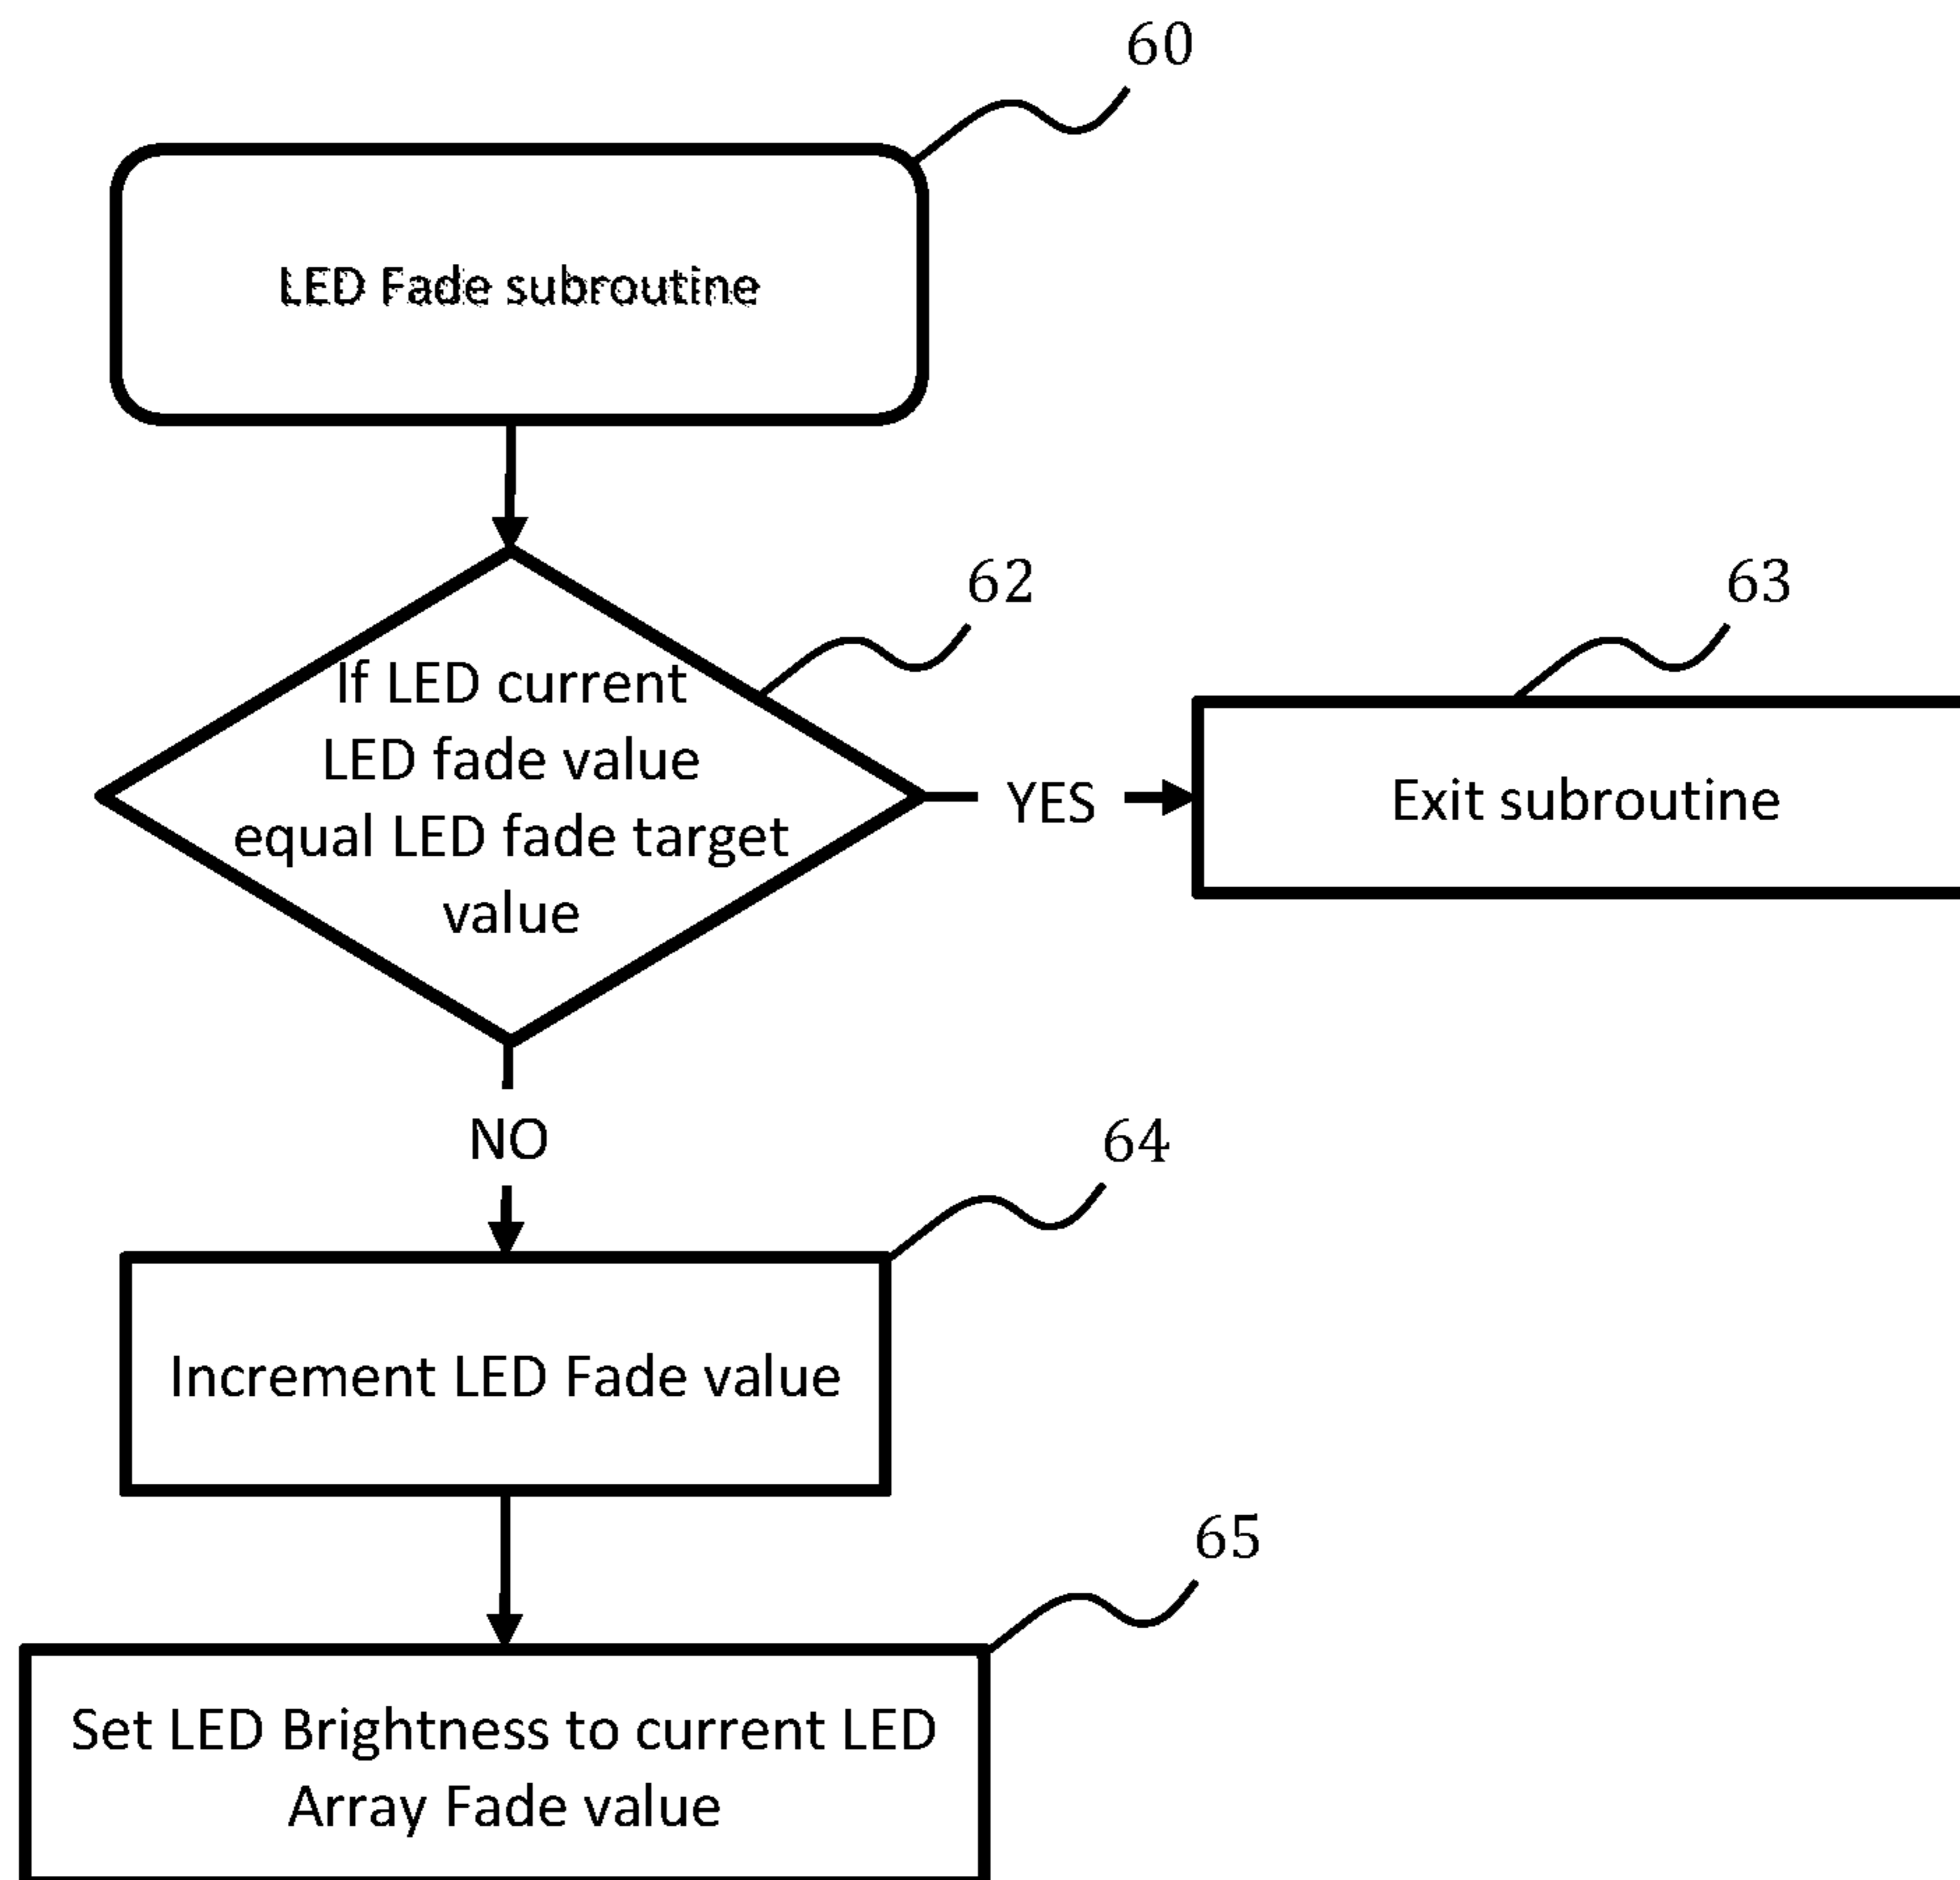 60
LED Fade subroutine
62
63
If LED current
LED fade value
equal LED fade target
value
YES
Exit subroutine
NO
64
Increment LED Fade value
65
Set LED Brightness to current LED
Array Fade value